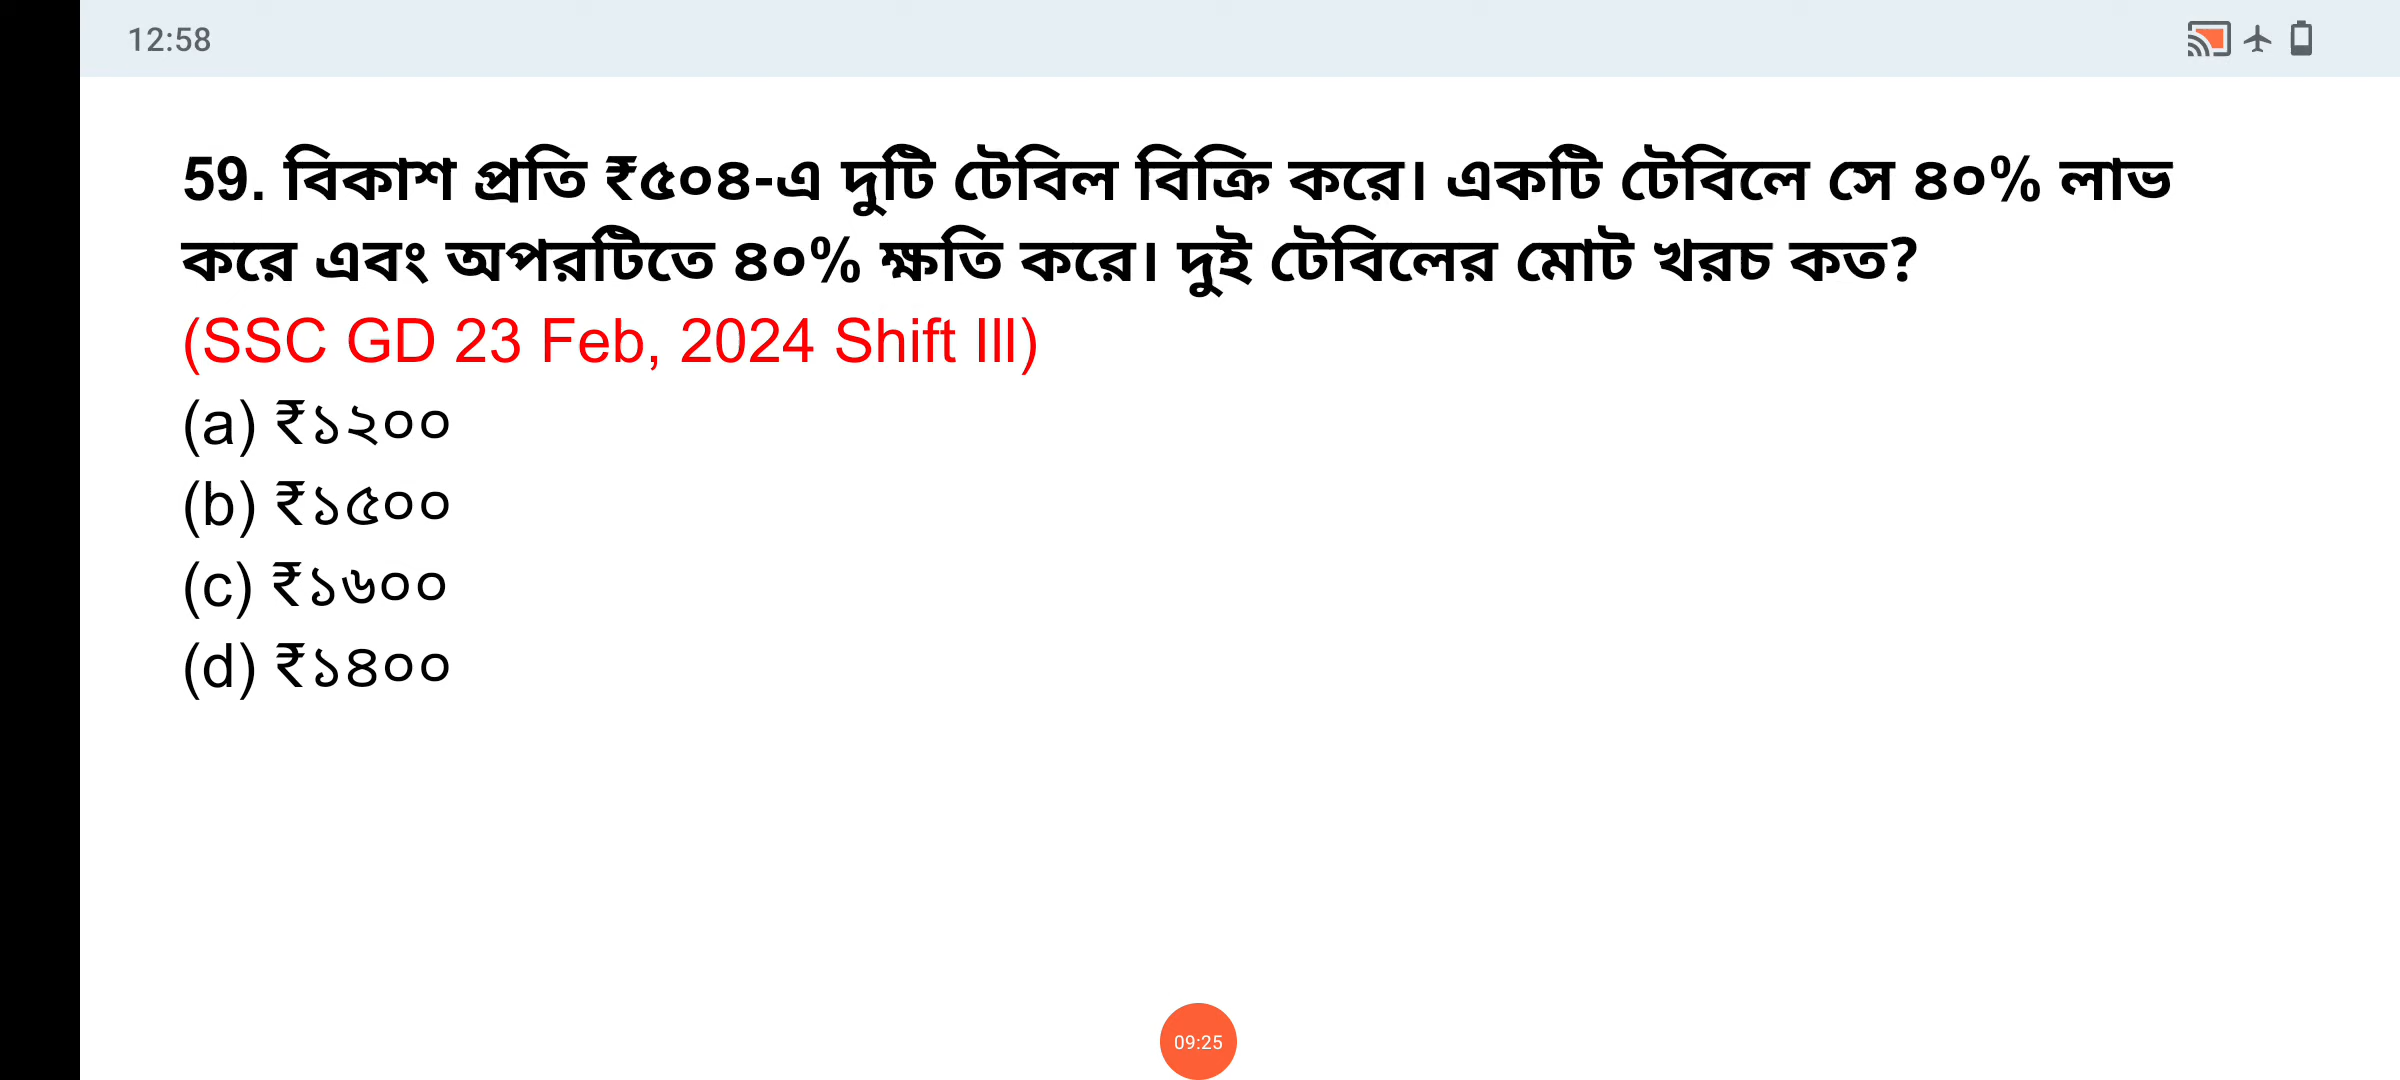 12:58
59. বিকাশ প্রতি ₹৫০৪-এ দুটি টেবিল বিক্রি করে। একটি টেবিলে সে ৪০% লাভ
করে এবং অপরটিতে ৪০% ক্ষতি করে। দুই টেবিলের মোট খরচ কত?
(SSC GD 23 Feb, 2024 Shift III)
(a) ₹১২০০
(b) ₹১৫০০
(c) ₹১৬০০
(d) ₹১৪০০
09:25